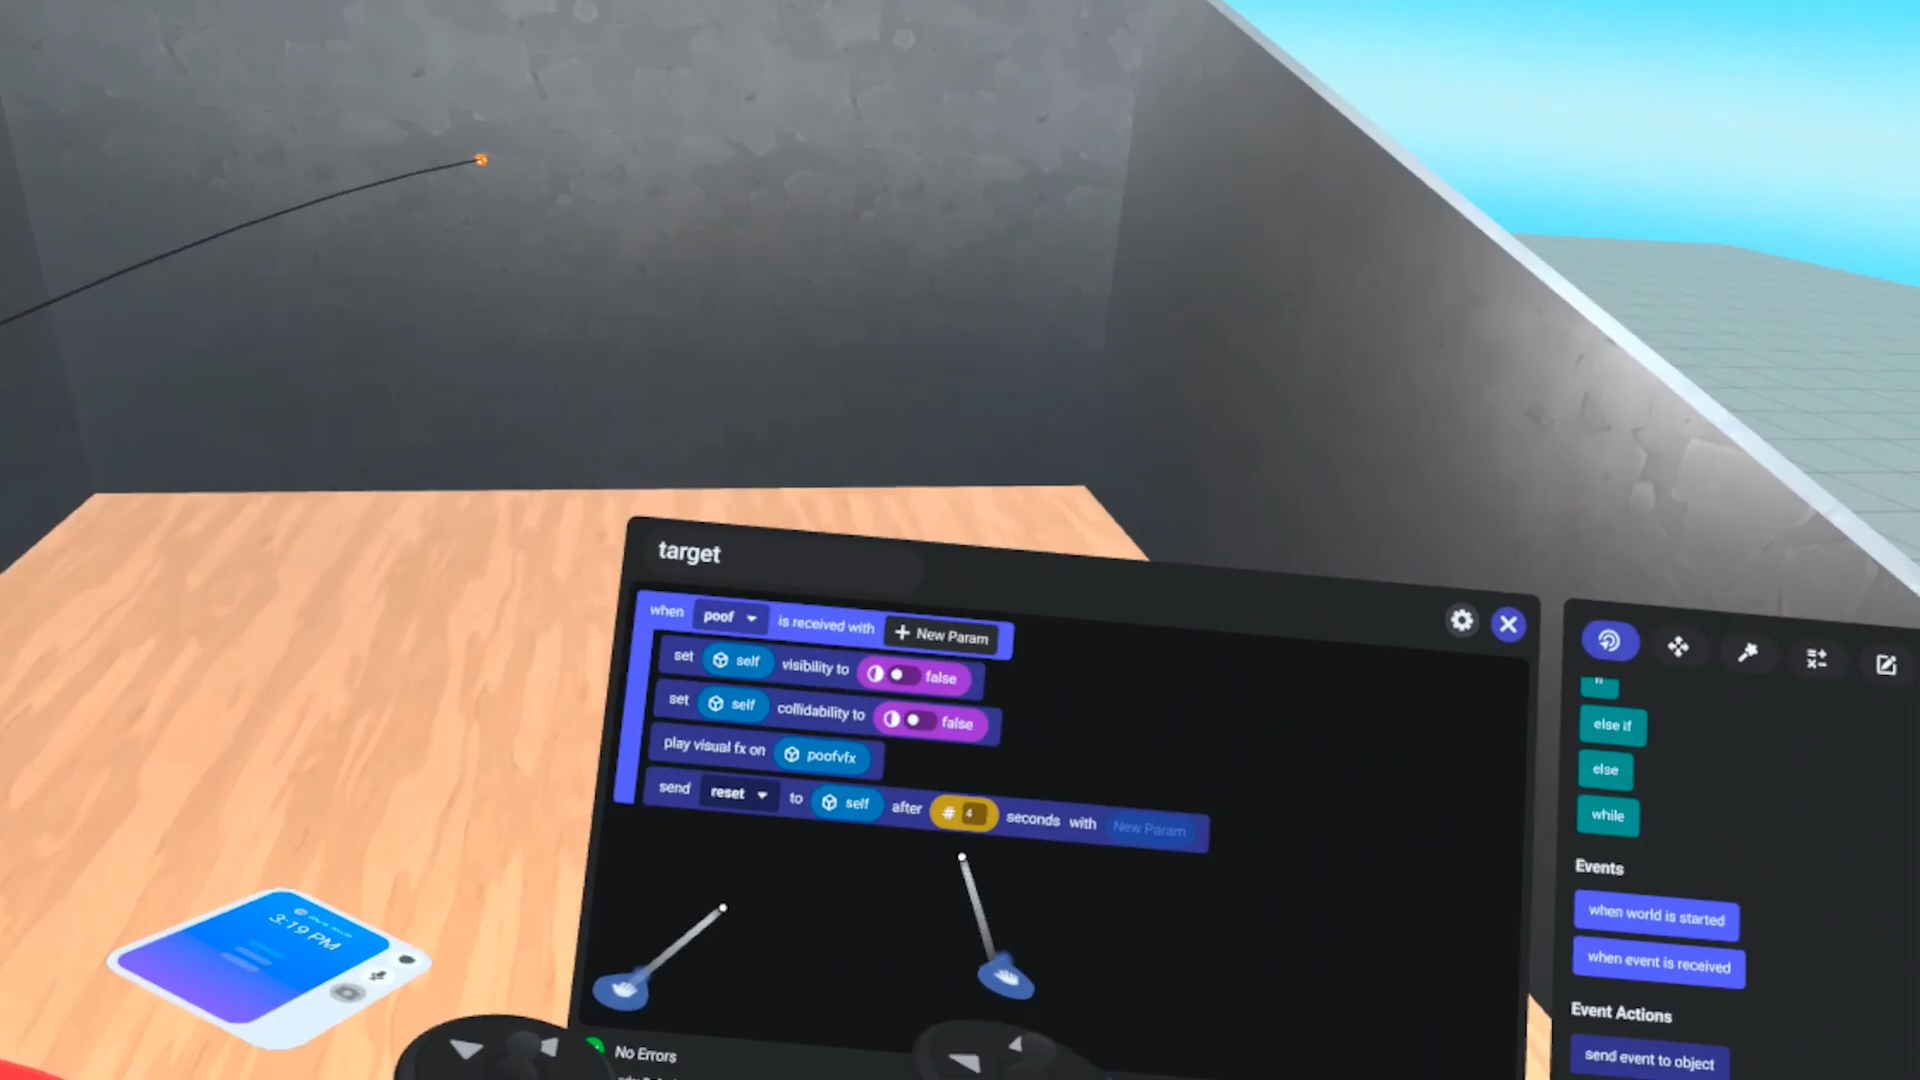 target
when poof is received with + New Param
set self visibility to false
set self collidability to false
play visual fx on poofvfx
send reset to self after # 4 seconds with New Param
No Errors
3:19 PM
else if
else
while
Events
when world is started
when event is received
Event Actions
send event to object